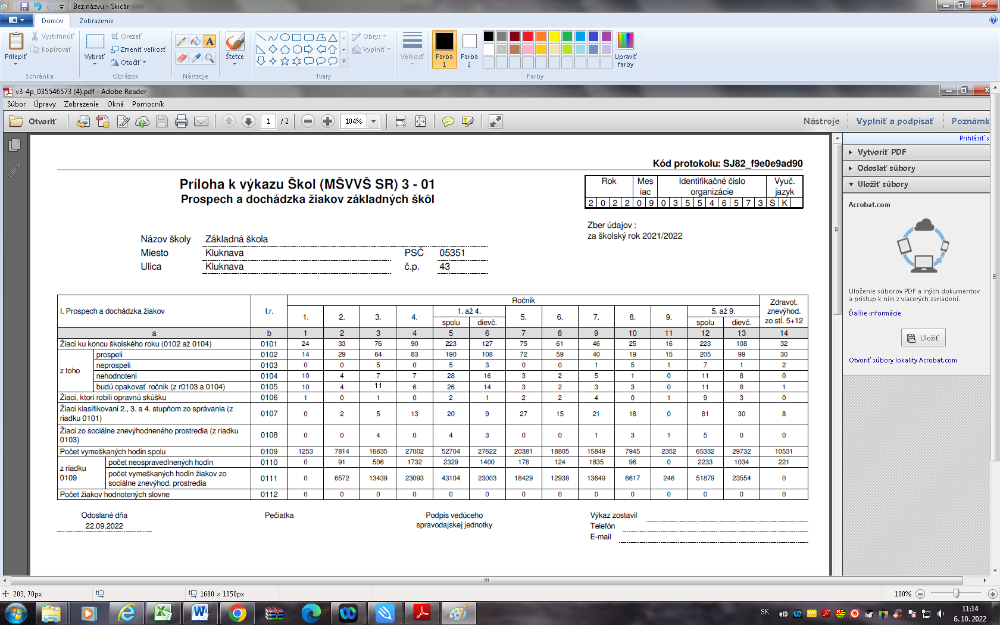 Bez názvu - Skicár
Domov Zobrazenie
Prilepiť Vystrihnúť Kopírovať
Schránka
Vybrať Orezať Zmeniť veľkosť Otočiť
Obrázok
Nástroje
Štetce
Obrys Vyplniť
Tvary
Veľkosť
Farba 1 Farba 2 Upraviť farby
Farby
v3-4p_035546573 (4).pdf - Adobe Reader
Súbor Úpravy Zobrazenie Okná Pomocník
Otvoriť 1 / 2 104% Nástroje Vyplniť a podpísať Poznámk
Prihlásiť s
Vytvoriť PDF
Odoslať súbory
Uložiť súbory
Acrobat.com
Uloženie súborov PDF a iných dokumentov
a prístup k nim z viacerých zariadení.
Ďalšie informácie
Uložiť
Otvoriť súbory lokality Acrobat.com
Kód protokolu: SJ82_f9e0e9ad90
Príloha k výkazu Škol (MŠVVŠ SR) 3 - 01
Prospech a dochádzka žiakov základných škôl
Rok Mes iac Identifikačné číslo organizácie Vyuč. jazyk
2 0 2 2 0 9 0 3 5 5 4 6 5 7 3 S K
Zber údajov :
za školský rok 2021/2022
Názov školy Základná škola
Miesto Kluknava PSČ 05351
Ulica Kluknava č.p. 43
I. Prospech a dochádzka žiakov l.r. Ročník Zdravot. znevýhod. zo stĺ. 5+12
1. 2. 3. 4. 1. až 4. 5. 6. 7. 8. 9. 5. až 9.
spolu dievč. spolu dievč.
a b 1 2 3 4 5 6 7 8 9 10 11 12 13 14
Žiaci ku koncu školského roku (0102 až 0104) 0101 24 33 76 90 223 127 75 61 46 25 16 223 108 32
z toho
prospeli 0102 14 29 64 83 190 108 72 59 40 19 15 205 99 30
neprospeli 0103 0 0 5 0 5 3 0 0 1 5 1 7 1 2
nehodnotení 0104 10 4 7 7 28 16 3 2 5 1 0 11 8 0
budú opakovať ročník (z r0103 a 0104) 0105 10 4 11 6 26 14 3 2 3 3 0 11 8 1
Žiaci, ktorí robili opravnú skúšku 0106 1 0 1 0 2 1 2 2 4 0 1 9 3 0
Žiaci klasifikovaní 2., 3. a 4. stupňom zo správania (z riadku 0101) 0107 0 2 5 13 20 9 27 15 21 18 0 81 30 8
Žiaci zo sociálne znevýhodneného prostredia (z riadku 0103) 0108 0 0 4 0 4 3 0 0 1 3 1 5 0 0
Počet vymeškaných hodín spolu 0109 1253 7814 16635 27002 52704 27622 20381 18805 15849 7945 2352 65332 29732 10531
z riadku 0109
počet neospravedlnených hodín 0110 0 91 506 1732 2329 1400 178 124 1835 96 0 2233 1034 221
počet vymeškaných hodín žiakov zo sociálne znevýhod. prostredia 0111 0 6572 13439 23093 43104 23003 18429 12938 13649 6617 246 51879 23554 0
Počet žiakov hodnotených slovne 0112 0 0 0 0 0 0 0 0 0 0 0 0 0 0
Odoslané dňa Pečiatka Podpis vedúceho Výkaz zostavil
22.09.2022 spravodajskej jednotky Telefón
E-mail
203, 70px 1680 × 1050px 100%
SK eID 11:14
6. 10. 2022